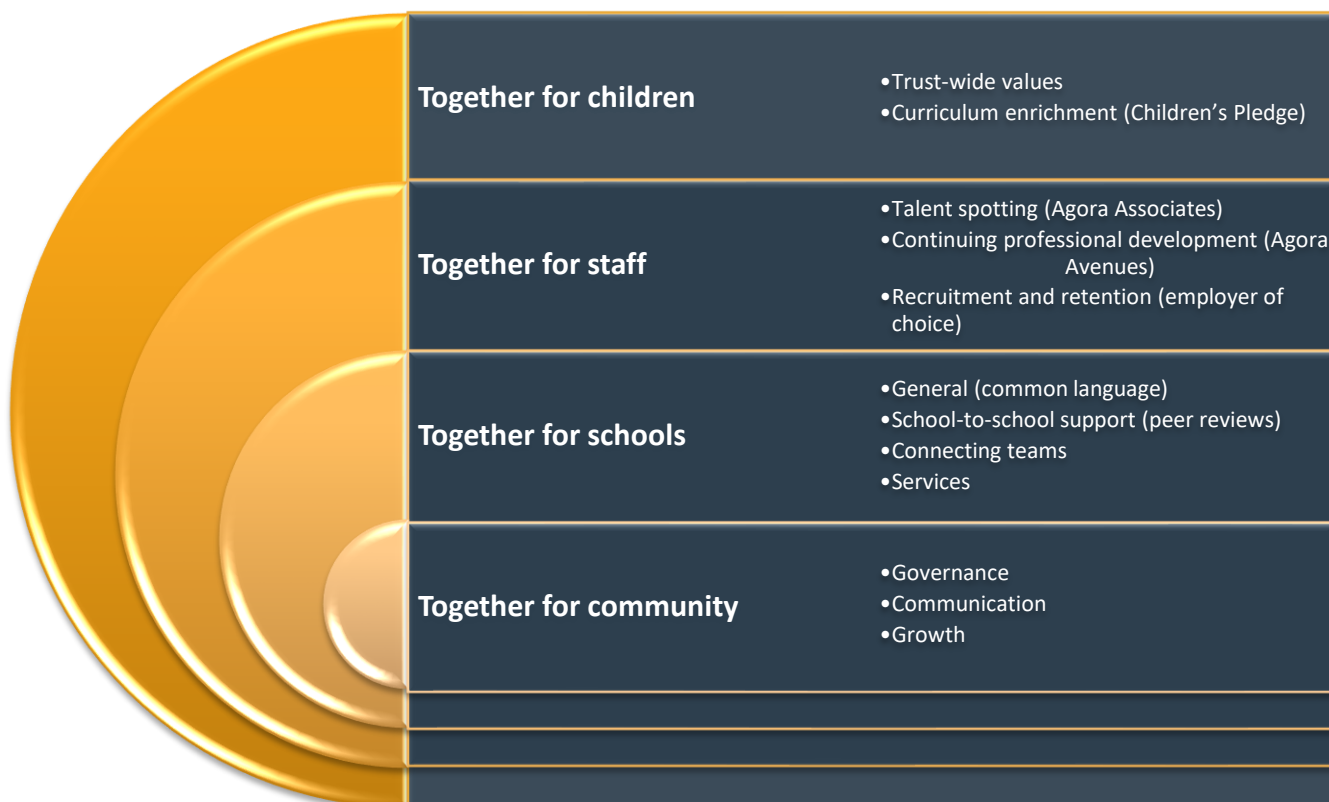 Together for children
•Trust-wide values
•Curriculum enrichment (Children's Pledge)
Together for staff
•Talent spotting (Agora Associates)
•Continuing professional development (Agora
Avenues)
•Recruitment and retention (employer of
choice)
Together for schools
•General (common language)
•School-to-school support (peer reviews)
•Connecting teams
•Services
Together for community
•Governance
•Communication
•Growth